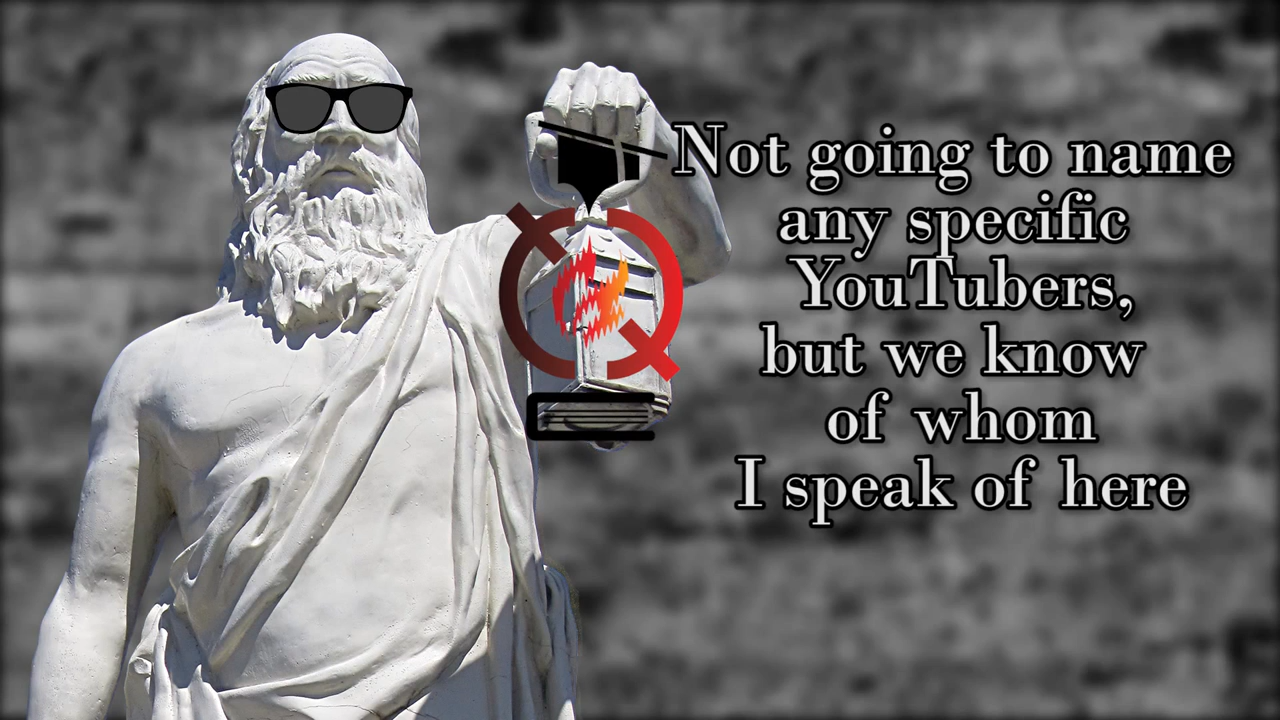 Not going to name
any specific
YouTubers,
but we know
of whom
I speak of here